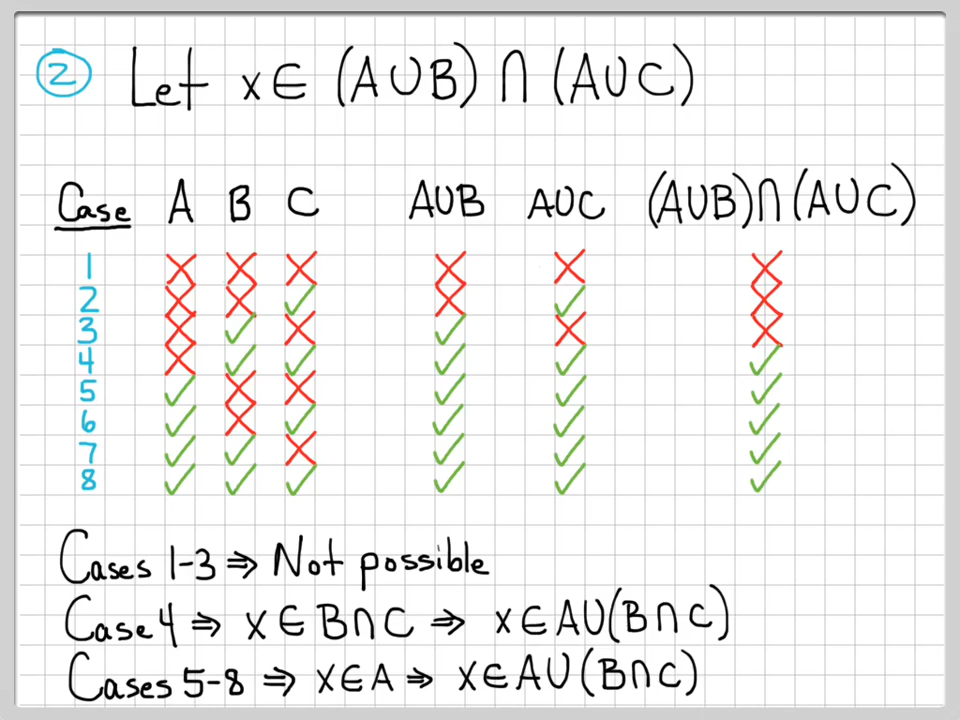 2 Let x ∈ (A∪B) ∩ (A∪C)
Case A B C A∪B A∪C (A∪B)∩(A∪C)
1 ✗ ✗ ✗ ✗ ✗ ✗
2 ✗ ✗ ✓ ✗ ✓ ✗
3 ✗ ✓ ✗ ✓ ✗ ✗
4 ✗ ✓ ✓ ✓ ✓ ✓
5 ✓ ✗ ✗ ✓ ✓ ✓
6 ✓ ✗ ✓ ✓ ✓ ✓
7 ✓ ✓ ✗ ✓ ✓ ✓
8 ✓ ✓ ✓ ✓ ✓ ✓
Cases 1-3 ⇒ Not possible
Case 4 ⇒ x ∈ B∩C ⇒ x ∈ A∪(B∩C)
Cases 5-8 ⇒ x ∈ A ⇒ x ∈ A∪(B∩C)